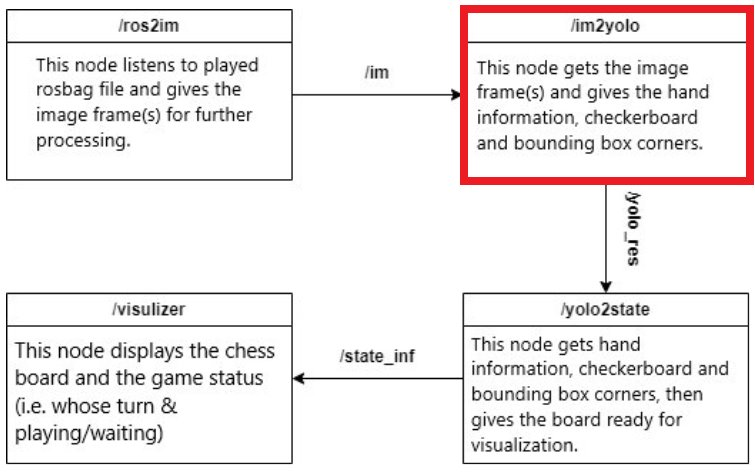 /ros2im
This node listens to played
rosbag file and gives the
image frame(s) for further
processing.
/im
/im2yolo
This node gets the image
frame(s) and gives the hand
information, checkerboard
and bounding box corners.
/yolo_res
/yolo2state
This node gets hand
information, checkerboard and
bounding box corners, then
gives the board ready for
visualization.
/state_inf
/visulizer
This node displays the chess
board and the game status
(i.e. whose turn &
playing/waiting)